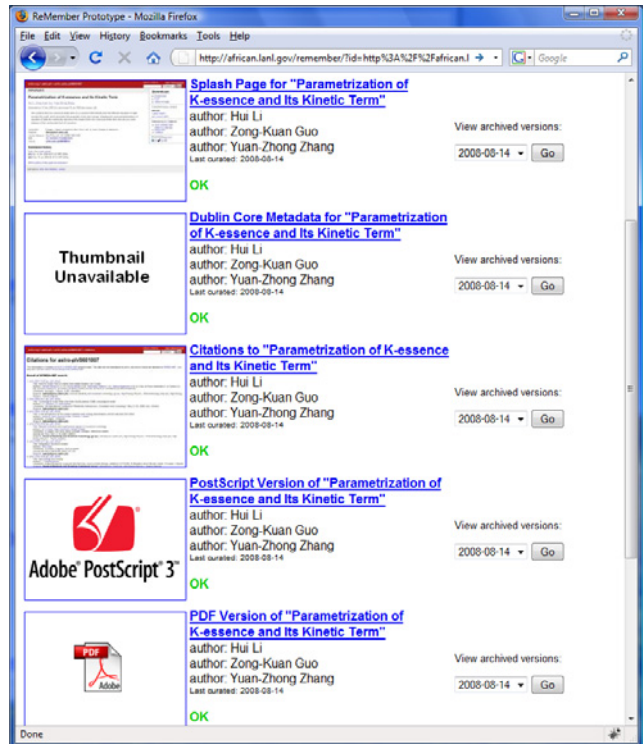 ReMember Prototype - Mozilla Firefox
File Edit View History Bookmarks Tools Help
http://african.lanl.gov/remember/?id=http%3A%2F%2Fafrican.l
Google
Splash Page for "Parametrization of
K-essence and Its Kinetic Term"
author: Hui Li
author: Zong-Kuan Guo
author: Yuan-Zhong Zhang
Last curated: 2008-08-14
OK
View archived versions:
2008-08-14 Go
Thumbnail
Unavailable
Dublin Core Metadata for "Parametrization
of K-essence and Its Kinetic Term"
author: Hui Li
author: Zong-Kuan Guo
author: Yuan-Zhong Zhang
Last curated: 2008-08-14
OK
View archived versions:
2008-08-14 Go
Citations to "Parametrization of K-essence
and Its Kinetic Term"
author: Hui Li
author: Zong-Kuan Guo
author: Yuan-Zhong Zhang
Last curated: 2008-08-14
OK
View archived versions:
2008-08-14 Go
Adobe® PostScript® 3™
PostScript Version of "Parametrization of
K-essence and Its Kinetic Term"
author: Hui Li
author: Zong-Kuan Guo
author: Yuan-Zhong Zhang
Last curated: 2008-08-14
OK
View archived versions:
2008-08-14 Go
PDF
Adobe
PDF Version of "Parametrization of
K-essence and Its Kinetic Term"
author: Hui Li
author: Zong-Kuan Guo
author: Yuan-Zhong Zhang
Last curated: 2008-08-14
OK
View archived versions:
2008-08-14 Go
Done